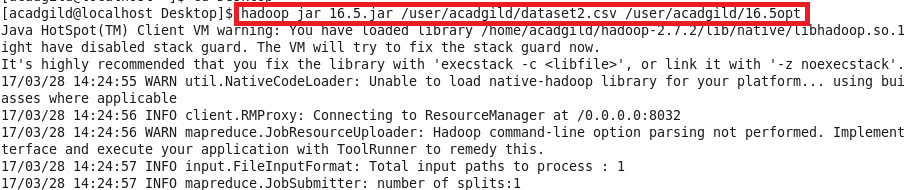 [acadgild@localhost Desktop]$ hadoop jar 16.5.jar /user/acadgild/dataset2.csv /user/acadgild/16.5opt
Java HotSpot(TM) Client VM warning: You have loaded library /home/acadgild/hadoop-2.7.2/lib/native/libhadoop.so.1
ight have disabled stack guard. The VM will try to fix the stack guard now.
It's highly recommended that you fix the library with 'execstack -c <libfile>', or link it with '-z noexecstack'.
17/03/28 14:24:55 WARN util.NativeCodeLoader: Unable to load native-hadoop library for your platform... using bui
asses where applicable
17/03/28 14:24:56 INFO client.RMProxy: Connecting to ResourceManager at /0.0.0.0:8032
17/03/28 14:24:56 WARN mapreduce.JobResourceUploader: Hadoop command-line option parsing not performed. Implement
terface and execute your application with ToolRunner to remedy this.
17/03/28 14:24:57 INFO input.FileInputFormat: Total input paths to process : 1
17/03/28 14:24:57 INFO mapreduce.JobSubmitter: number of splits:1